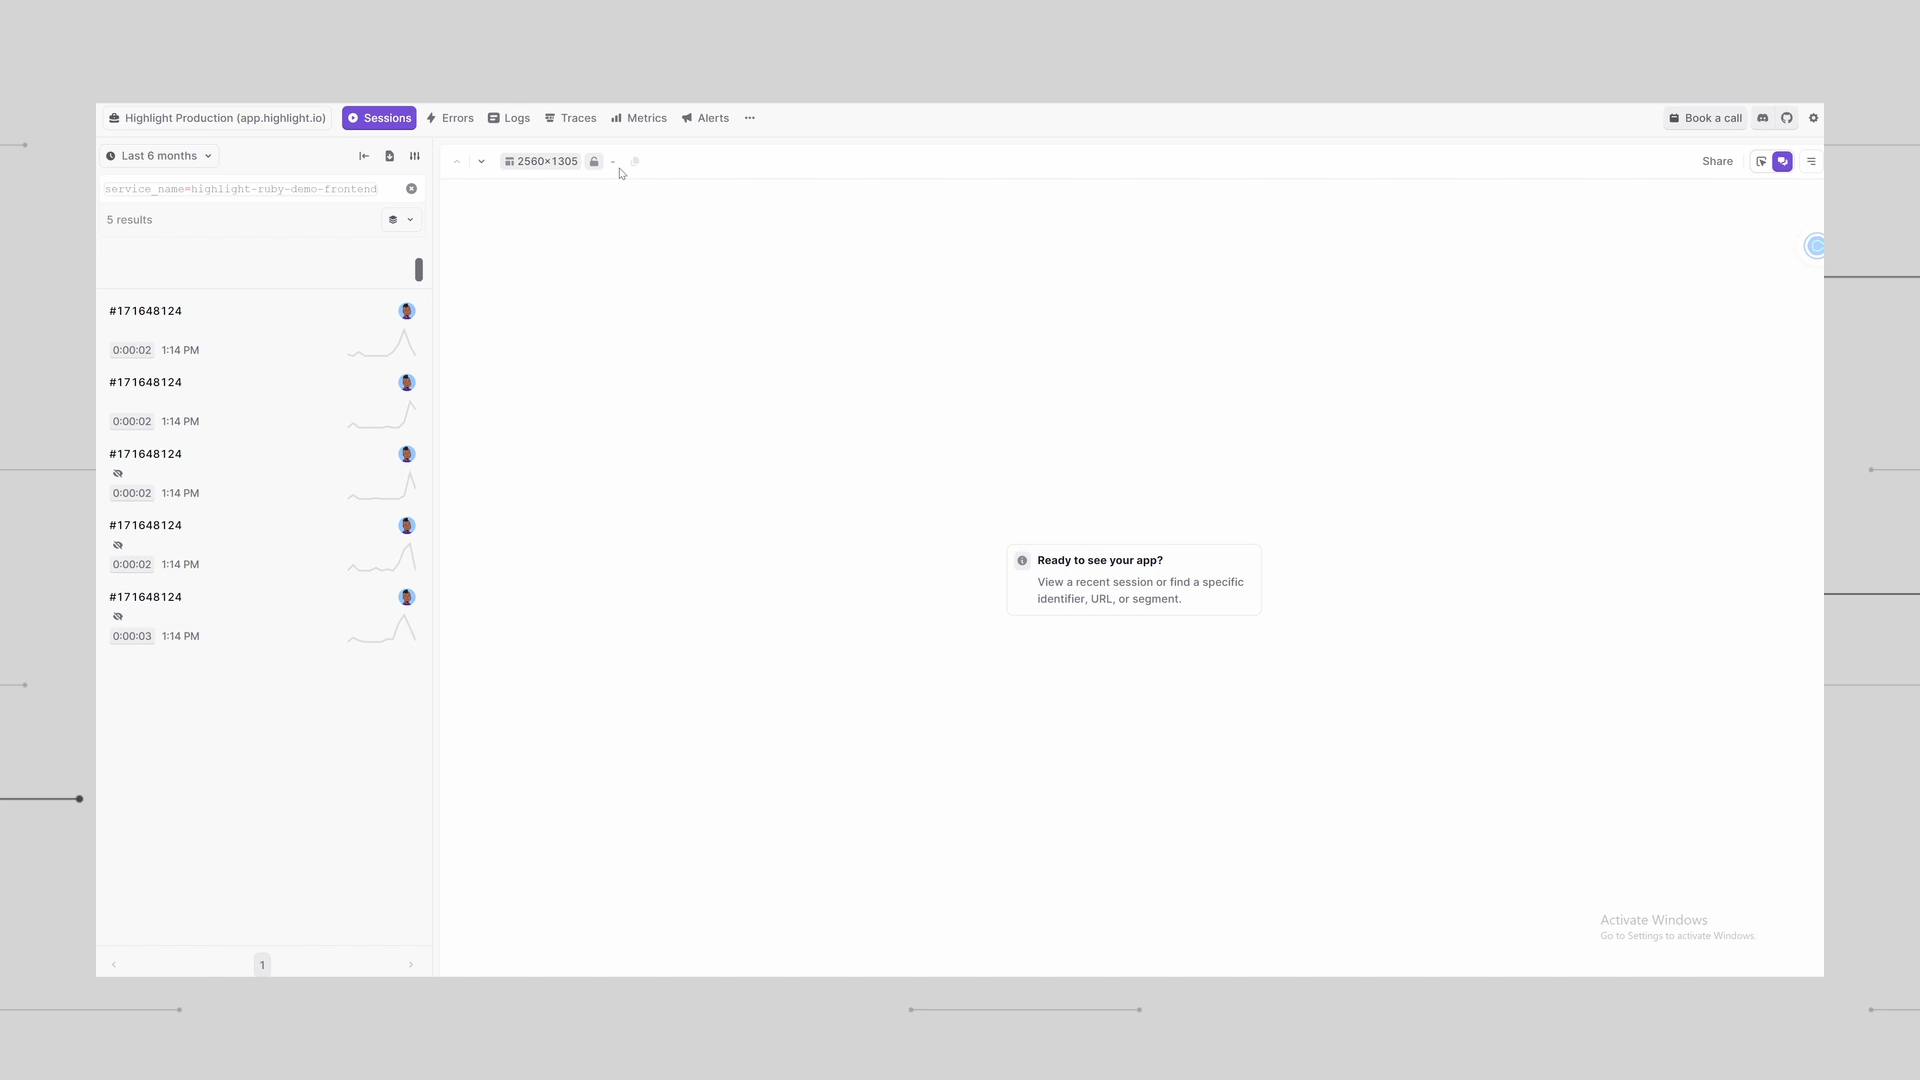 Highlight Production (app.highlight.io)
Sessions
Errors
Logs
Traces
Metrics
Alerts
Book a call
Last 6 months
2560×1305
-
Share
service_name=highlight-ruby-demo-frontend
5 results
#171648124
0:00:02 1:14 PM
#171648124
0:00:02 1:14 PM
#171648124
0:00:02 1:14 PM
#171648124
0:00:02 1:14 PM
#171648124
0:00:03 1:14 PM
Ready to see your app?
View a recent session or find a specific
identifier, URL, or segment.
Activate Windows
Go to Settings to activate Windows.
1